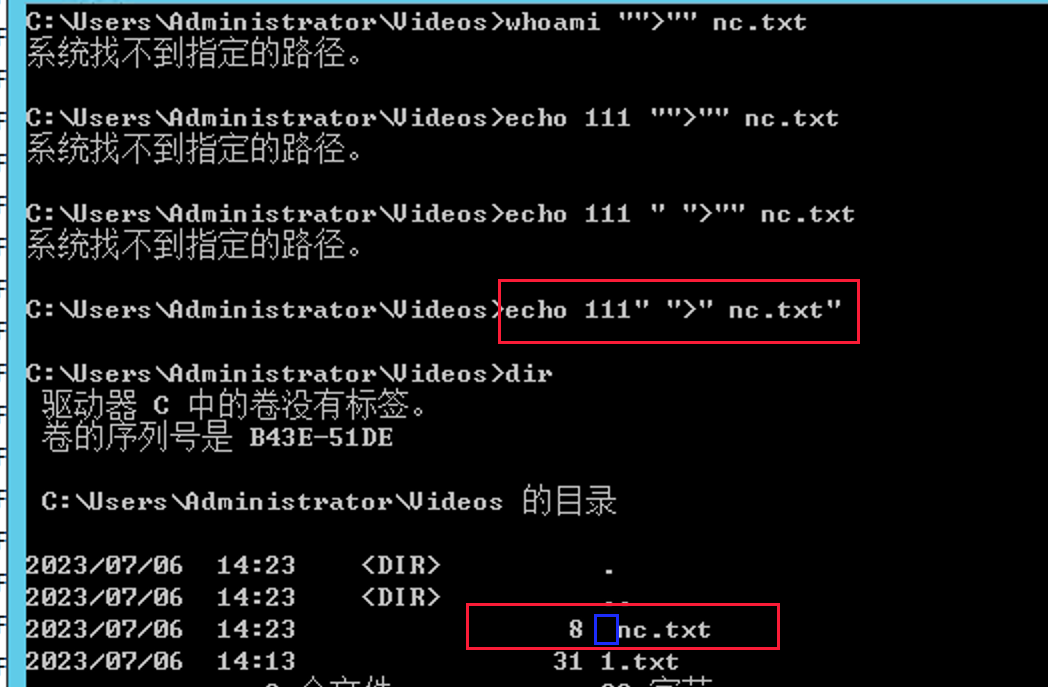 C:\Users\Administrator\Videos>whoami "">"" nc.txt
系统找不到指定的路径。
C:\Users\Administrator\Videos>echo 111 "">"" nc.txt
系统找不到指定的路径。
C:\Users\Administrator\Videos>echo 111 " ">"" nc.txt
系统找不到指定的路径。
C:\Users\Administrator\Videos>echo 111" ">" nc.txt"
C:\Users\Administrator\Videos>dir
驱动器 C 中的卷没有标签。
卷的序列号是 B43E-51DE
C:\Users\Administrator\Videos 的目录
2023/07/06 14:23 <DIR> .
2023/07/06 14:23 <DIR> ..
2023/07/06 14:23 8 nc.txt
2023/07/06 14:13 31 1.txt